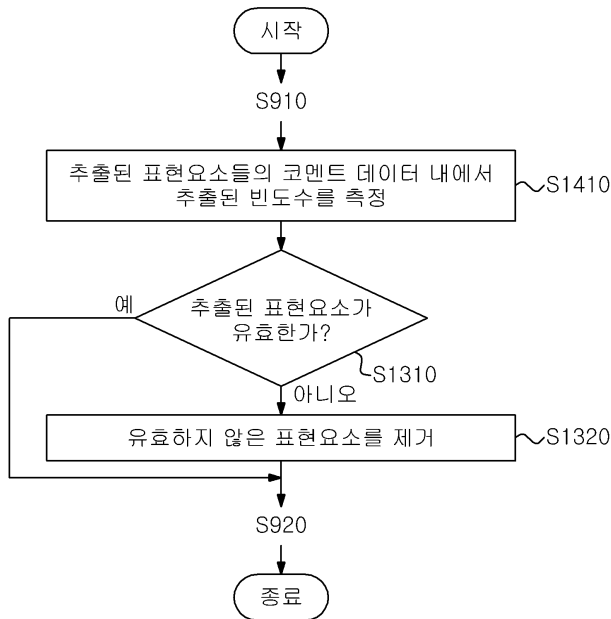 시작
S910
추출된 표현요소들의 코멘트 데이터 내에서
추출된 빈도수를 측정
S1410
예
추출된 표현요소가
유효한가?
S1310
아니오
유효하지 않은 표현요소를 제거
S1320
S920
종료